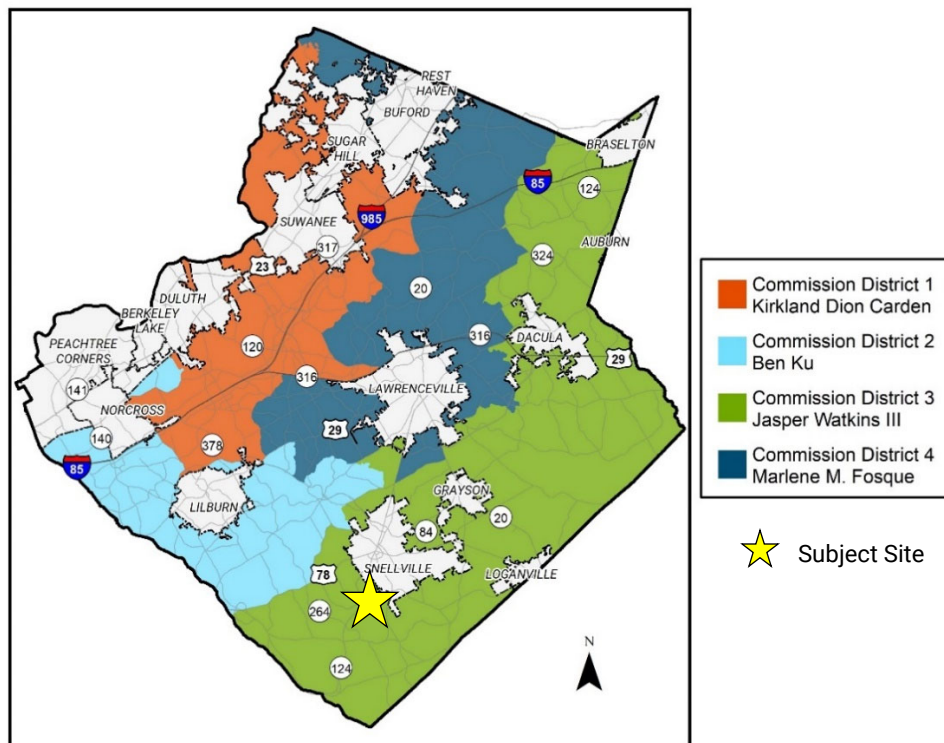 REST
HAVEN
BUFORD
SUGAR
HILL
BRASELTON
85
124
985
SUWANEE
317
AUBURN
324
23
20
DULUTH
BERKELEY
LAKE
PEACHTREE
CORNERS
120
316
DACULA
29
316
141
LAWRENCEVILLE
NORCROSS
29
140
378
85
GRAYSON
LILBURN
20
84
78
SNELLVILLE
LOGANVILLE
264
124
N
Commission District 1
Kirkland Dion Carden
Commission District 2
Ben Ku
Commission District 3
Jasper Watkins III
Commission District 4
Marlene M. Fosque
Subject Site